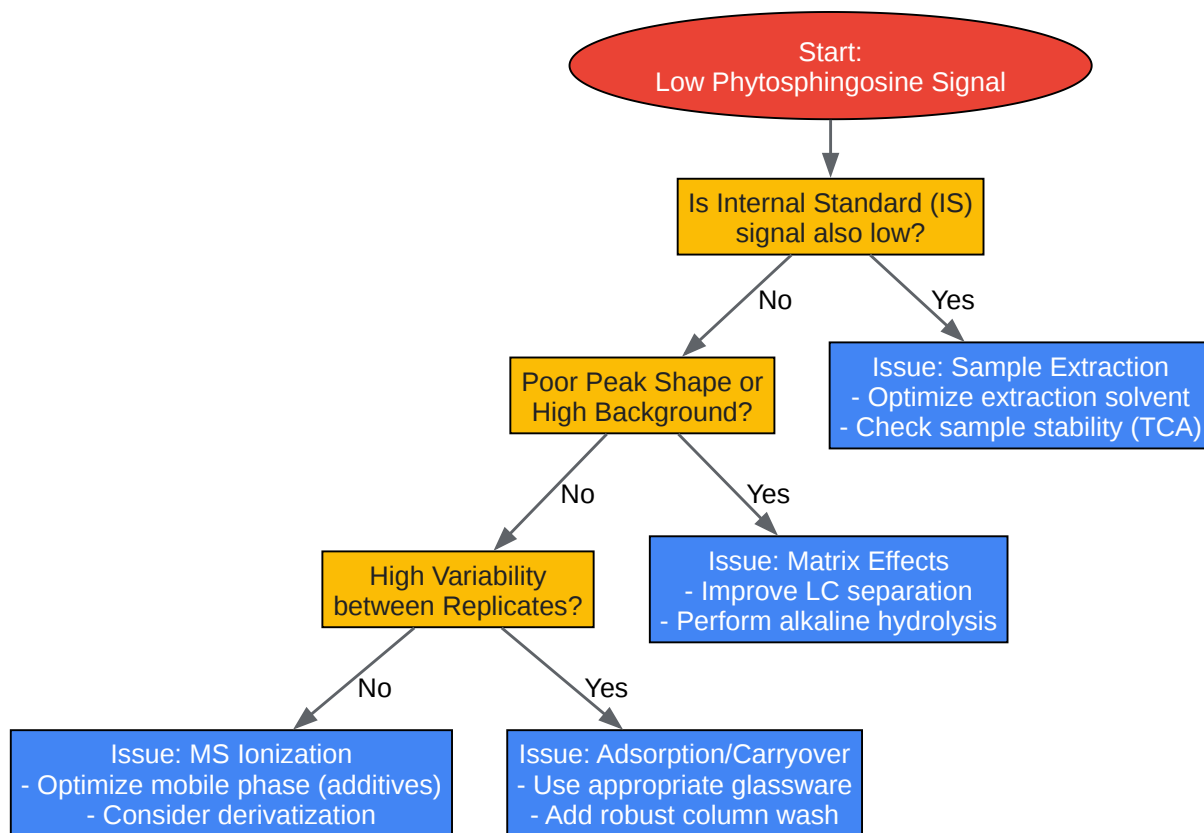 Start:
Low Phytosphingosine Signal
Is Internal Standard (IS)
signal also low?
No
Yes
Poor Peak Shape or
High Background?
Issue: Sample Extraction
- Optimize extraction solvent
- Check sample stability (TCA)
No
Yes
High Variability
between Replicates?
Issue: Matrix Effects
- Improve LC separation
- Perform alkaline hydrolysis
No
Yes
Issue: MS Ionization
- Optimize mobile phase (additives)
- Consider derivatization
Issue: Adsorption/Carryover
- Use appropriate glassware
- Add robust column wash